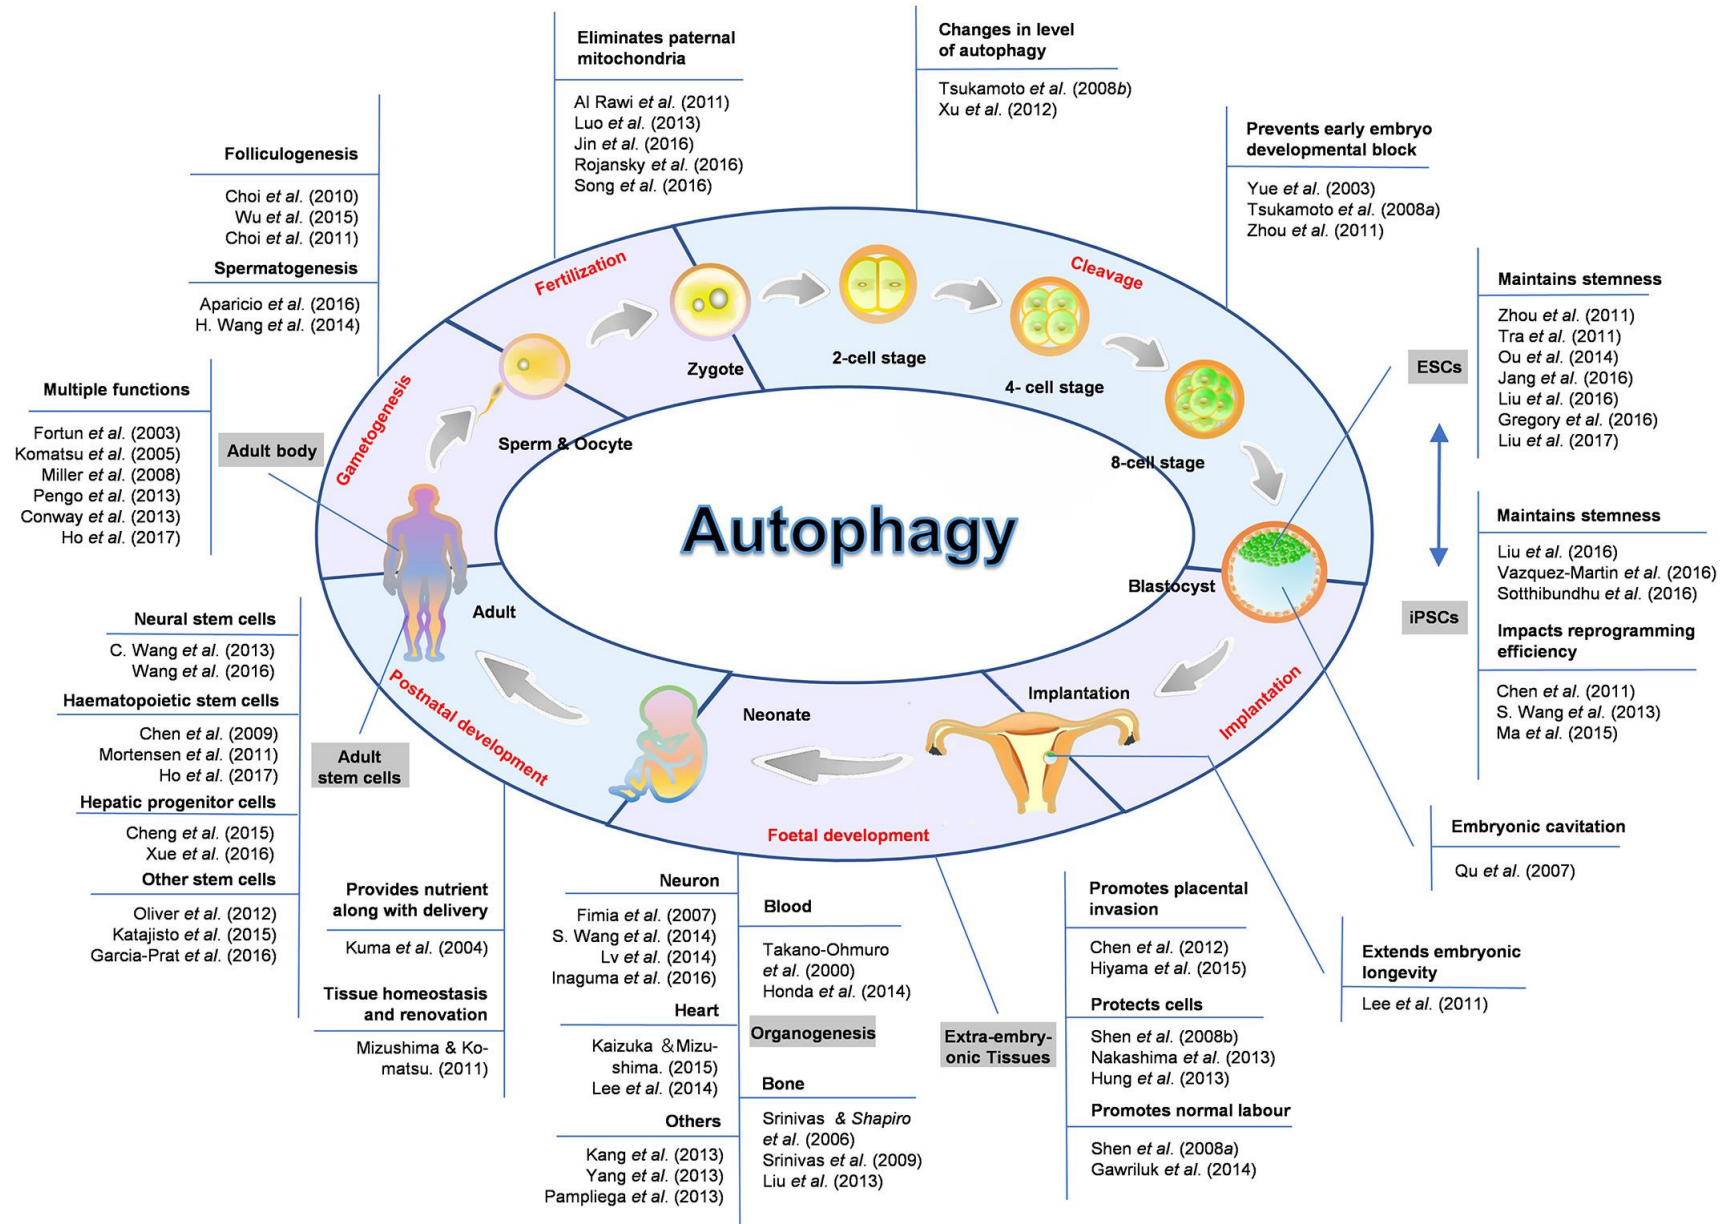 Eliminates paternal
mitochondria
Al Rawi et al. (2011)
Luo et al. (2013)
Jin et al. (2016)
Rojansky et al. (2016)
Song et al. (2016)
Changes in level
of autophagy
Tsukamoto et al. (2008b)
Xu et al. (2012)
Prevents early embryo
developmental block
Yue et al. (2003)
Tsukamoto et al. (2008a)
Zhou et al. (2011)
Folliculogenesis
Choi et al. (2010)
Wu et al. (2015)
Choi et al. (2011)
Spermatogenesis
Aparicio et al. (2016)
H. Wang et al. (2014)
Multiple functions
Fortun et al. (2003)
Komatsu et al. (2005)
Miller et al. (2008)
Pengo et al. (2013)
Conway et al. (2013)
Ho et al. (2017)
Adult body
Gametogenesis
Fertilization
Cleavage
Sperm & Oocyte
Zygote
2-cell stage
4- cell stage
8-cell stage
Blastocyst
Autophagy
Maintains stemness
Zhou et al. (2011)
Tra et al. (2011)
Ou et al. (2014)
Jang et al. (2016)
Liu et al. (2016)
Gregory et al. (2016)
Liu et al. (2017)
ESCs
iPSCs
Maintains stemness
Liu et al. (2016)
Vazquez-Martin et al. (2016)
Sotthibundhu et al. (2016)
Impacts reprogramming
efficiency
Chen et al. (2011)
S. Wang et al. (2013)
Ma et al. (2015)
Adult
Postnatal development
Neonate
Foetal development
Implantation
Implantation
Neural stem cells
C. Wang et al. (2013)
Wang et al. (2016)
Haematopoietic stem cells
Chen et al. (2009)
Mortensen et al. (2011)
Ho et al. (2017)
Hepatic progenitor cells
Cheng et al. (2015)
Xue et al. (2016)
Other stem cells
Oliver et al. (2012)
Katajisto et al. (2015)
Garcia-Prat et al. (2016)
Adult
stem cells
Provides nutrient
along with delivery
Kuma et al. (2004)
Tissue homeostasis
and renovation
Mizushima & Ko-
matsu. (2011)
Neuron
Fimia et al. (2007)
S. Wang et al. (2014)
Lv et al. (2014)
Inaguma et al. (2016)
Heart
Kaizuka &Mizu-
shima. (2015)
Lee et al. (2014)
Others
Kang et al. (2013)
Yang et al. (2013)
Pampliega et al. (2013)
Blood
Takano-Ohmuro
et al. (2000)
Honda et al. (2014)
Organogenesis
Bone
Srinivas & Shapiro
et al. (2006)
Srinivas et al. (2009)
Liu et al. (2013)
Extra-embry-
onic Tissues
Promotes placental
invasion
Chen et al. (2012)
Hiyama et al. (2015)
Protects cells
Shen et al. (2008b)
Nakashima et al. (2013)
Hung et al. (2013)
Promotes normal labour
Shen et al. (2008a)
Gawriluk et al. (2014)
Embryonic cavitation
Qu et al. (2007)
Extends embryonic
longevity
Lee et al. (2011)